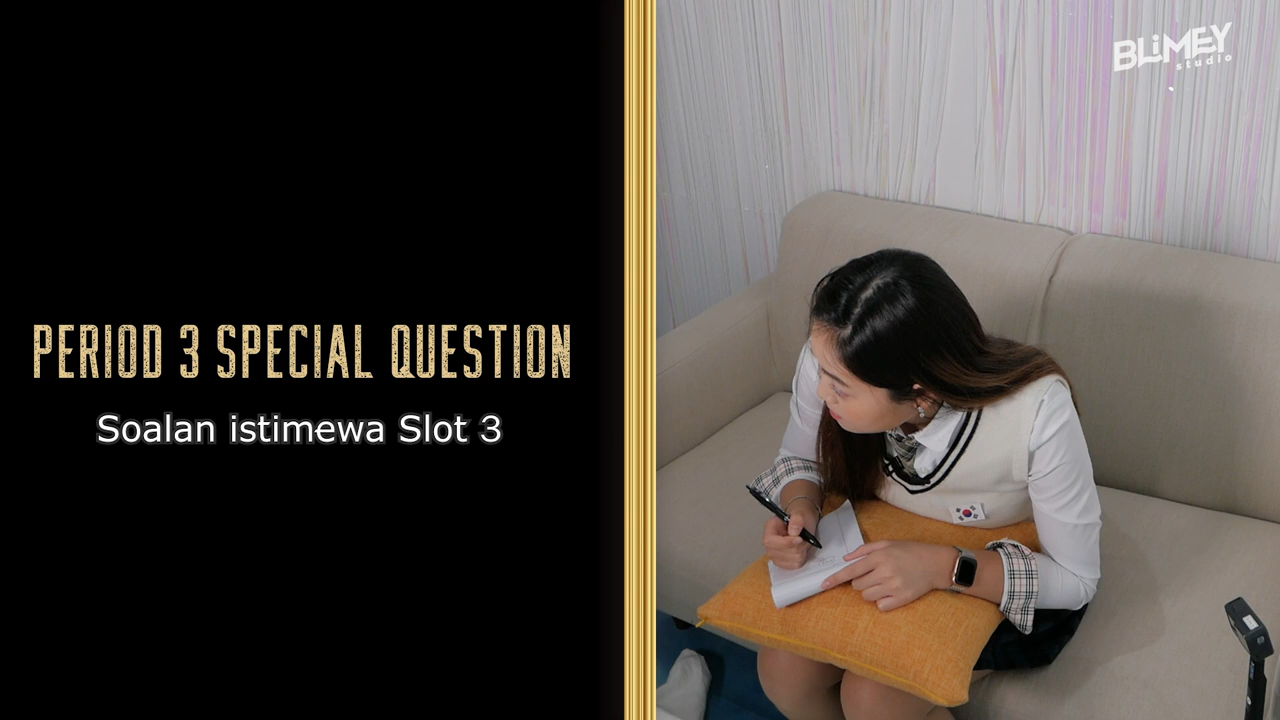 PERIOD 3 SPECIAL QUESTION
Soalan istimewa Slot 3
BLiMEY
studio